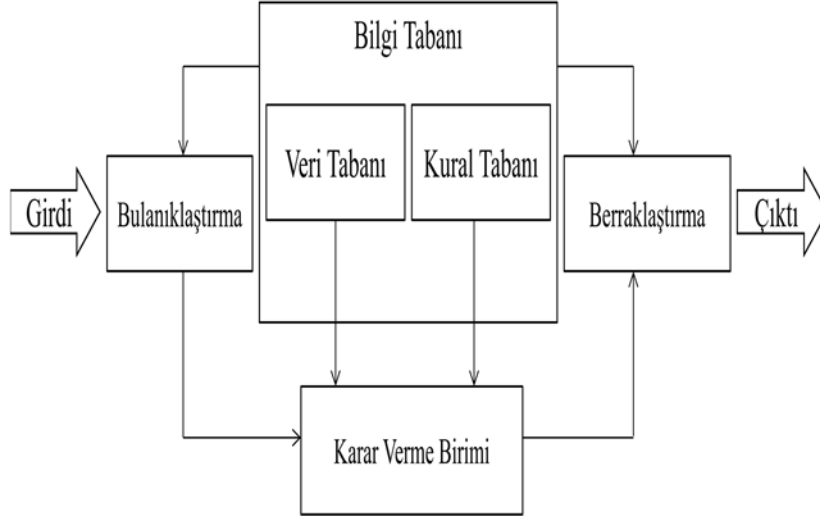 Bilgi Tabanı
Veri Tabanı
Kural Tabanı
Girdi
Bulanıklaştırma
Berraklaştırma
Çıktı
Karar Verme Birimi